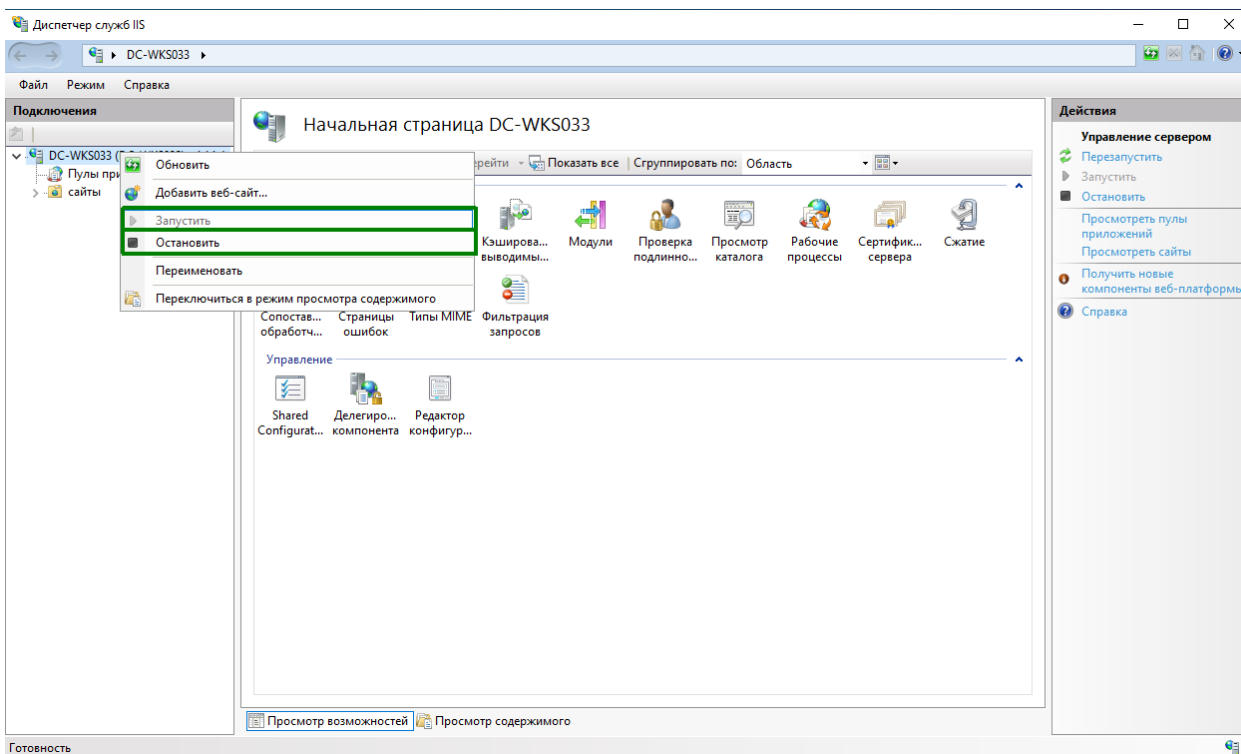 Диспетчер служб IIS
DC-WKS033
Файл Режим Справка
Подключения
DC-WKS033
Пулы
сайты
Обновить
Добавить веб-сайт...
Запустить
Остановить
Переименовать
Переключиться в режим просмотра содержимого
Начальная страница DC-WKS033
Показать все Сгруппировать по: Область
Кэширова... выводимы...
Модули
Проверка подлинно...
Просмотр каталога
Рабочие процессы
Сертифик... сервера
Сжатие
Сопостав... обработч...
Страницы ошибок
Типы MIME
Фильтрация запросов
Управление
Shared Configurat...
Делегиро... компонента
Редактор конфигур...
Просмотр возможностей Просмотр содержимого
Действия
Управление сервером
Перезапустить
Запустить
Остановить
Просмотреть пулы
приложений
Просмотреть сайты
Получить новые
компоненты веб-платформы
Справка
Готовность